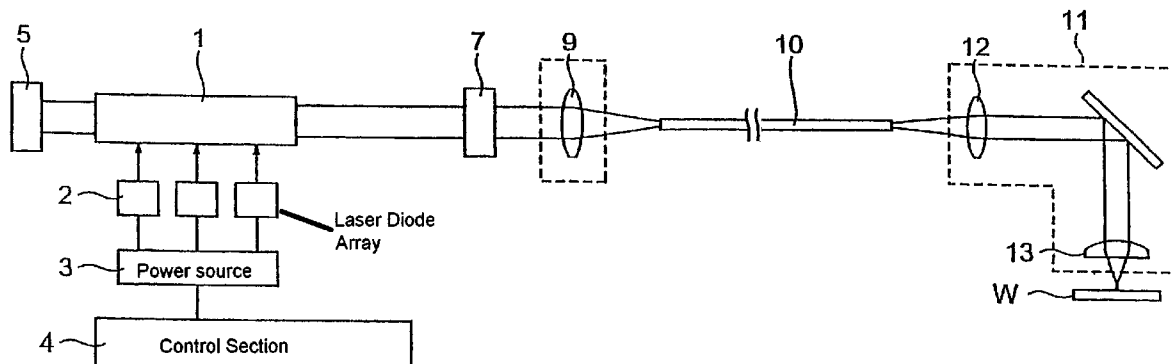 5
1
7
9
10
12
11
2
Laser Diode
Array
3
Power source
13
W
4
Control Section